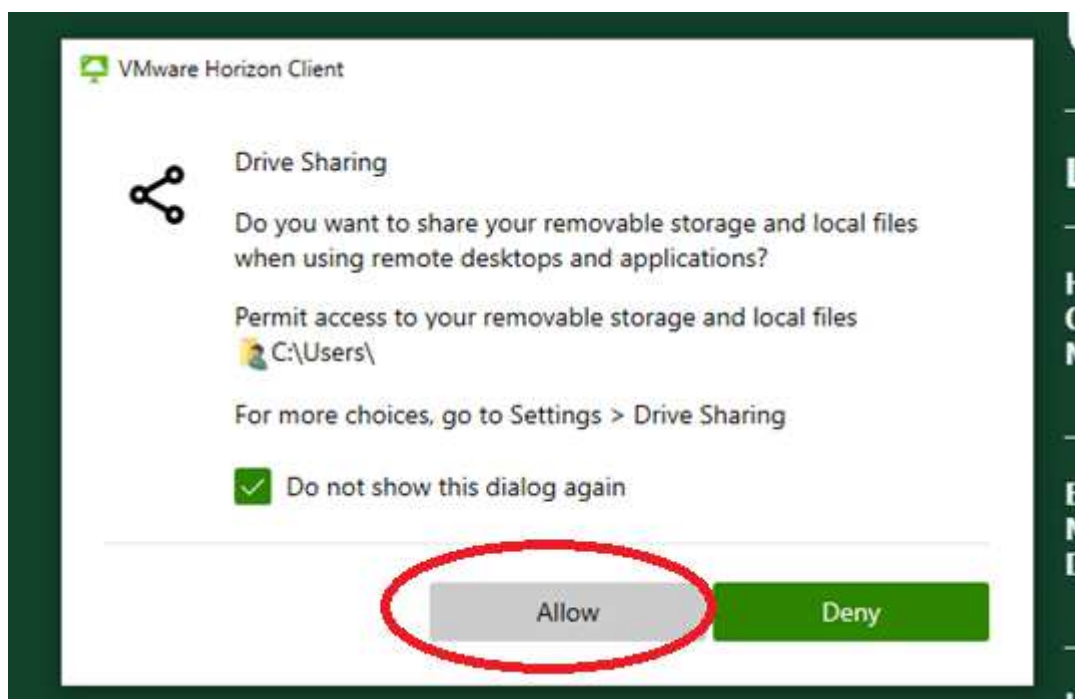 VMware Horizon Client
Drive Sharing
Do you want to share your removable storage and local files
when using remote desktops and applications?
Permit access to your removable storage and local files
C:\Users\
For more choices, go to Settings > Drive Sharing
Do not show this dialog again
Allow
Deny